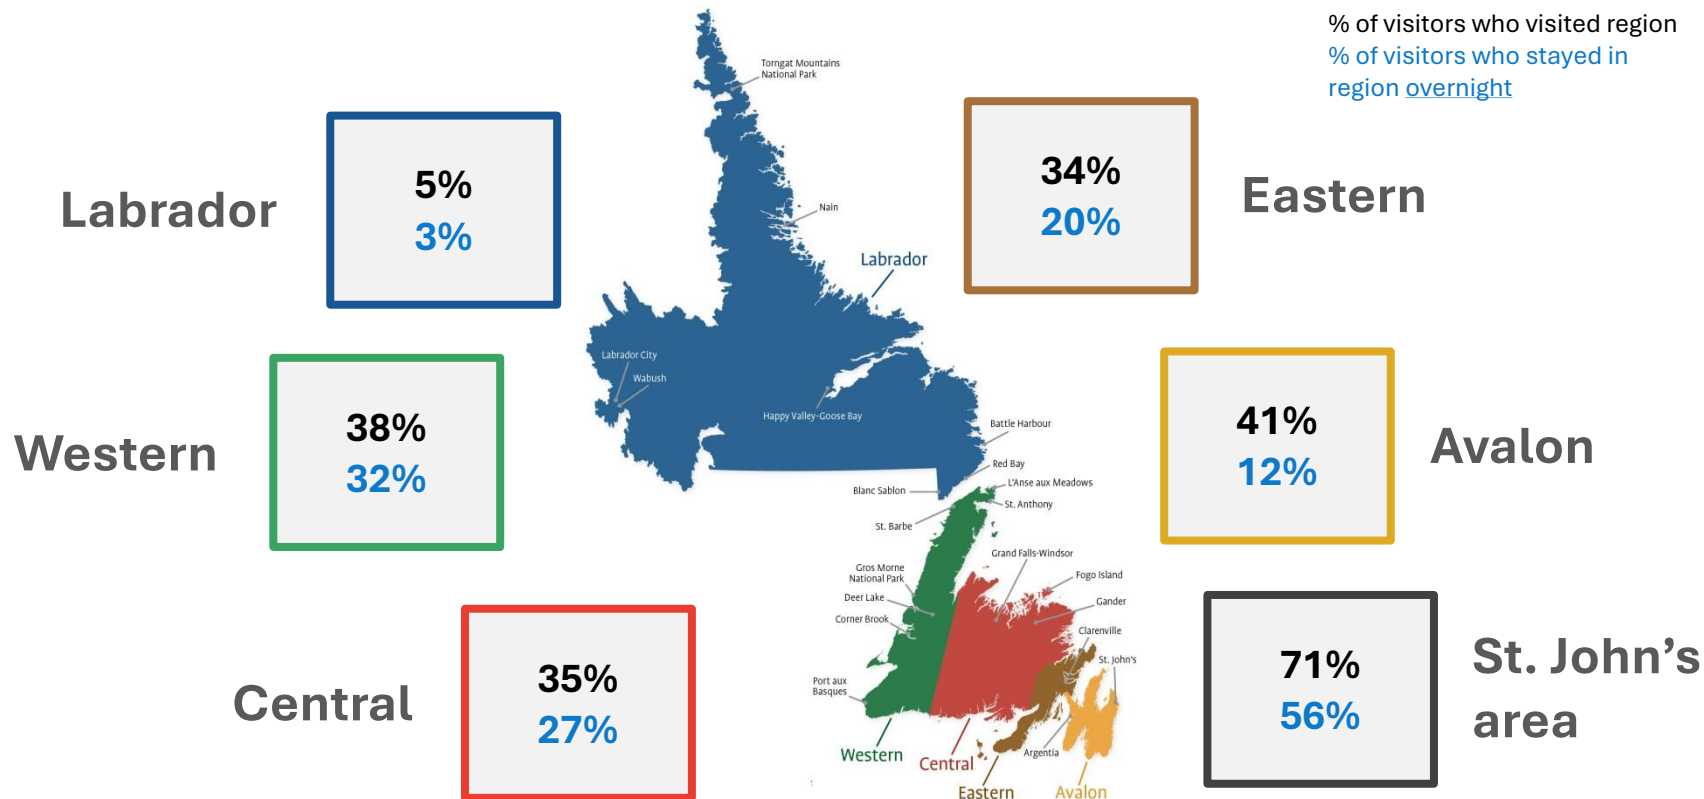 % of visitors who visited region
% of visitors who stayed in
region overnight
Labrador
5%
3%
34%
20%
Eastern
Western
38%
32%
41%
12%
Avalon
Central
35%
27%
71%
56%
St. John’s
area
Torngat Mountains
National Park
Nain
Labrador
Labrador City
Wabush
Happy Valley-Goose Bay
Battle Harbour
Red Bay
Blanc Sablon
L'Anse aux Meadows
St. Anthony
St. Barbe
Grand Falls-Windsor
Gros Morne
National Park
Fogo Island
Deer Lake
Gander
Corner Brook
Clarenville
St. John's
Port aux
Basques
Argentia
Western
Central
Eastern
Avalon